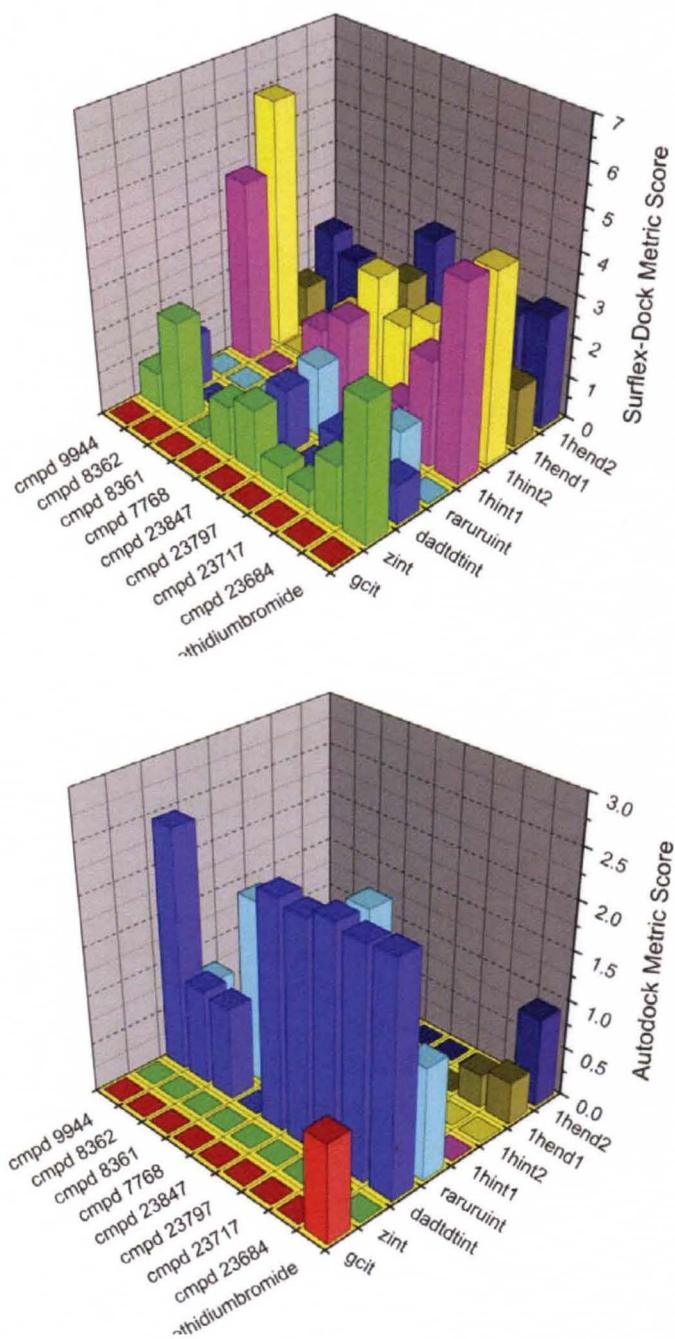 7
6
5
4
3
2
1
0
Surflex-Dock Metric Score
cmpd 9944
cmpd 8362
cmpd 8361
cmpd 7768
cmpd 23847
cmpd 23797
cmpd 23717
cmpd 23684
thidiumbromide
gcit
zint
dadtdtint
raruruint
1hint1
1hint2
1hend1
1hend2
3.0
2.5
2.0
1.5
1.0
0.5
0.0
Autodock Metric Score
cmpd 9944
cmpd 8362
cmpd 8361
cmpd 7768
cmpd 23847
cmpd 23797
cmpd 23717
cmpd 23684
thidiumbromide
gcit
zint
dadtdtint
raruruint
1hint1
1hint2
1hend1
1hend2